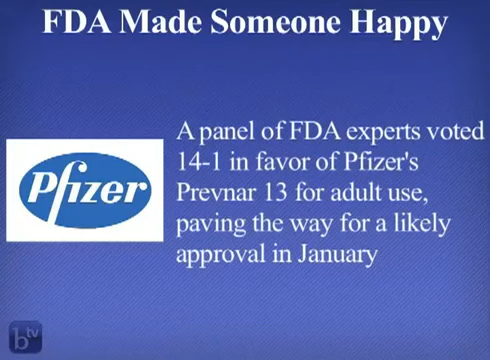 FDA Made Someone Happy
Pfizer
A panel of FDA experts voted
14-1 in favor of Pfizer's
Prevnar 13 for adult use,
paving the way for a likely
approval in January
btv